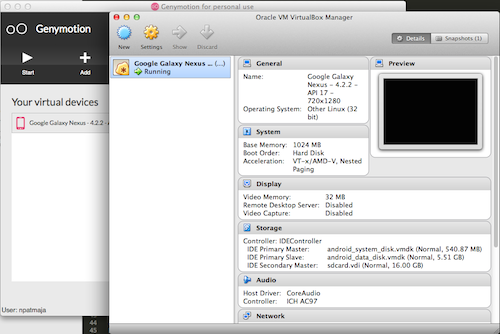 Genymotion for personal use
Genymotion
Start
Add
Your virtual devices
Google Galaxy Nexus - 4.2.2 -
User: npatmaja
44
45
Oracle VM VirtualBox Manager
New
Settings
Show
Discard
Details
Snapshots (1)
Google Galaxy Nexus ... (...)
Running
General
Name: Google Galaxy
Nexus - 4.2.2 -
API 17 -
720x1280
Operating System: Other Linux (32
bit)
Preview
System
Base Memory: 1024 MB
Boot Order: Hard Disk
Acceleration: VT-x/AMD-V, Nested
Paging
Display
Video Memory: 32 MB
Remote Desktop Server: Disabled
Video Capture: Disabled
Storage
Controller: IDEController
IDE Primary Master: android_system_disk.vmdk (Normal, 540.87 MB)
IDE Primary Slave: android_data_disk.vmdk (Normal, 5.51 GB)
IDE Secondary Master: sdcard.vdi (Normal, 16.00 GB)
Audio
Host Driver: CoreAudio
Controller: ICH AC97
Network